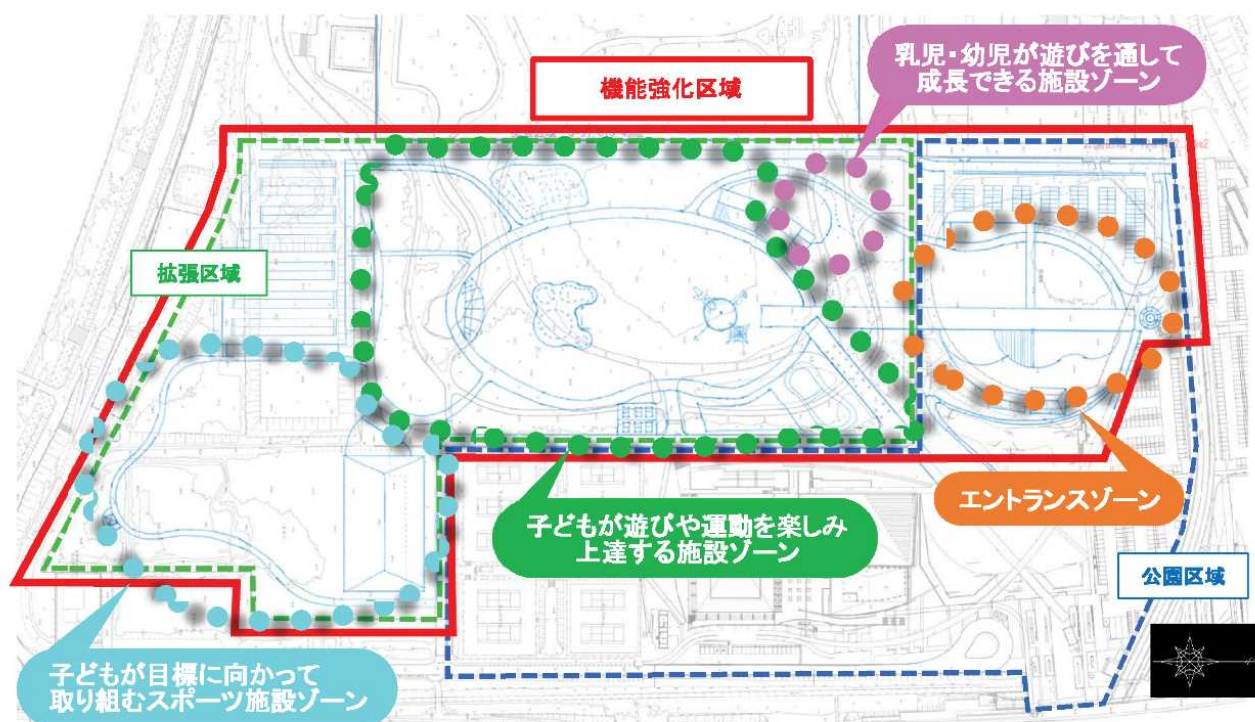 乳児・幼児が遊びを通して
成長できる施設ゾーン
機能強化区域
拡張区域
エントランスゾーン
子どもが遊びや運動を楽しみ
上達する施設ゾーン
公園区域
子どもが目標に向かって
取り組むスポーツ施設ゾーン